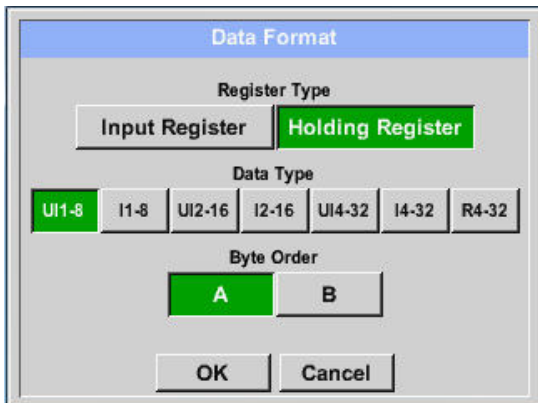 Data Format
Register Type
Input Register Holding Register
Data Type
UI1-8 I1-8 UI2-16 I2-16 UI4-32 I4-32 R4-32
Byte Order
A B
OK Cancel